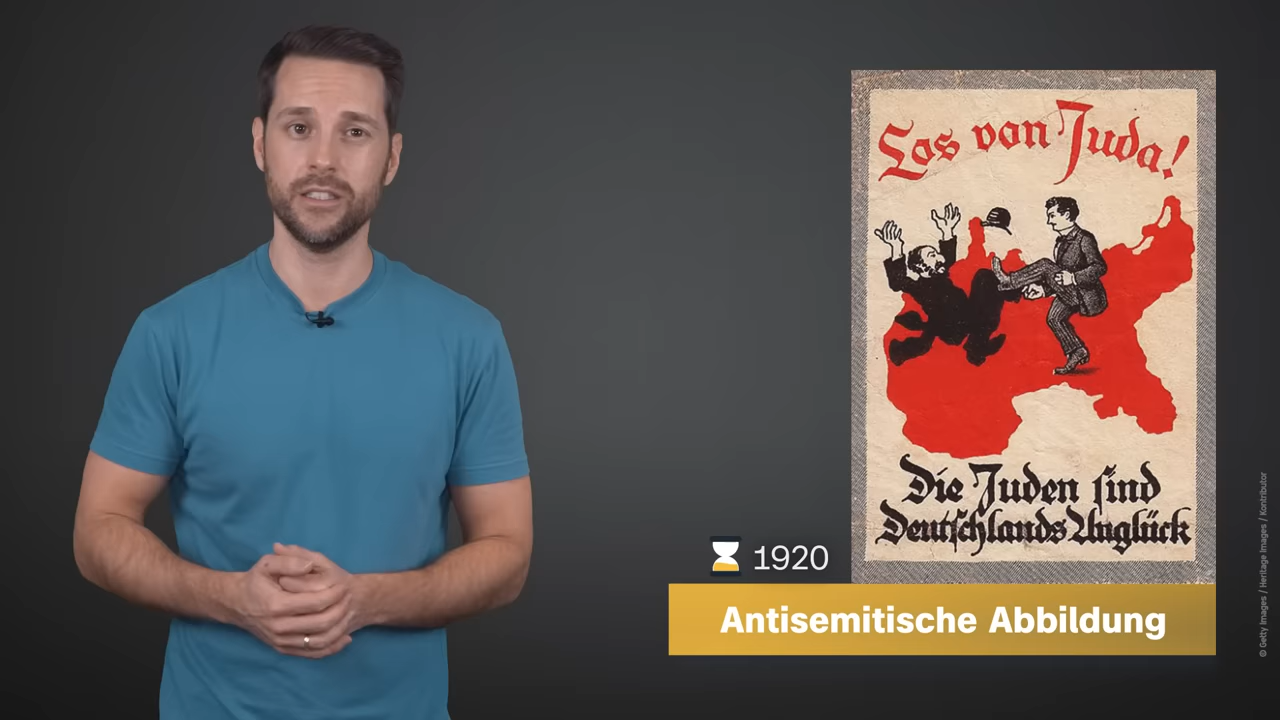 Los von Juda!
Die Juden sind
Deutschlands Unglück
1920
Antisemitische Abbildung
© Getty Images / Heritage Images / Kontributor